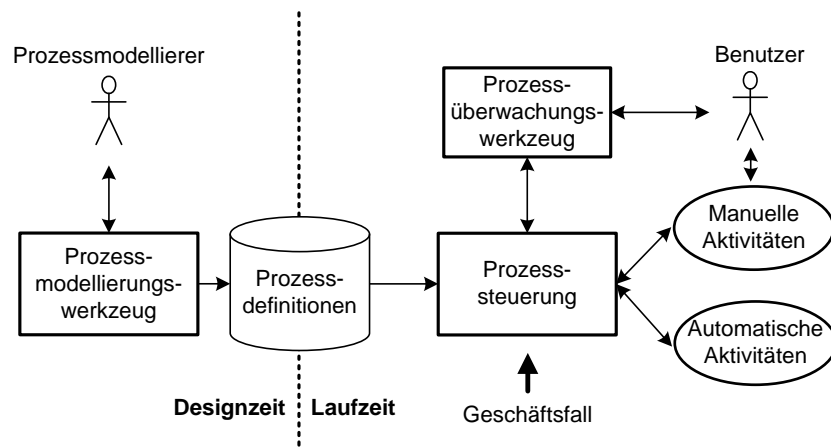 Prozessmodellierer
Benutzer
Prozess-
überwachungs-
werkzeug
Prozess-
modellierungs-
werkzeug
Prozess-
definitionen
Prozess-
steuerung
Manuelle
Aktivitäten
Automatische
Aktivitäten
Designzeit
Laufzeit
Geschäftsfall